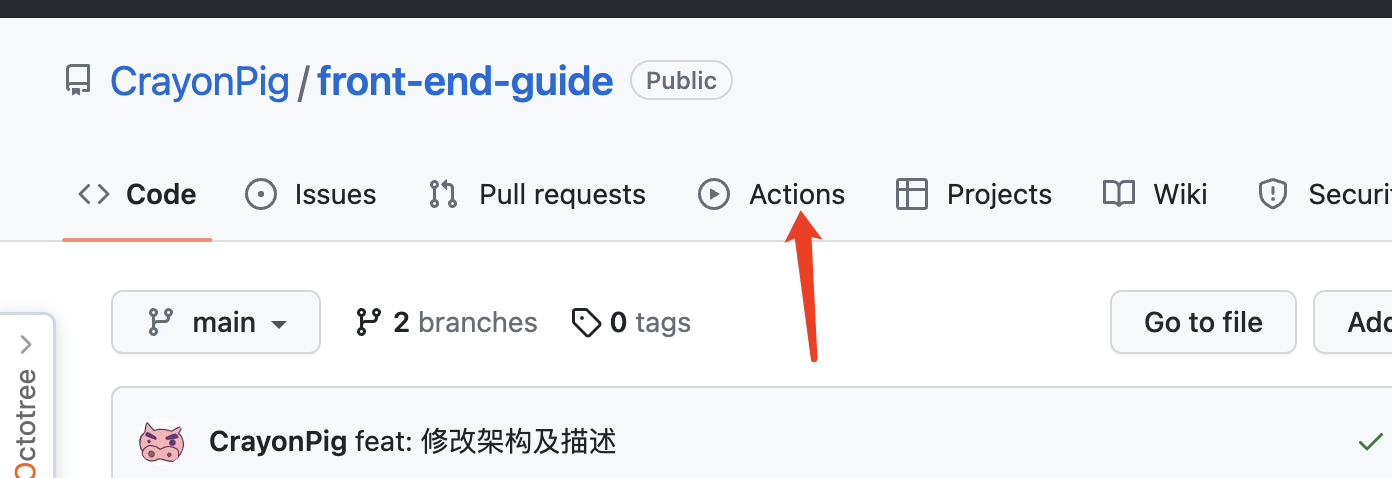 CrayonPig / front-end-guide Public
Code Issues Pull requests Actions Projects Wiki Securi
main 2 branches 0 tags Go to file Add
Octotree
CrayonPig feat: 修改架构及描述